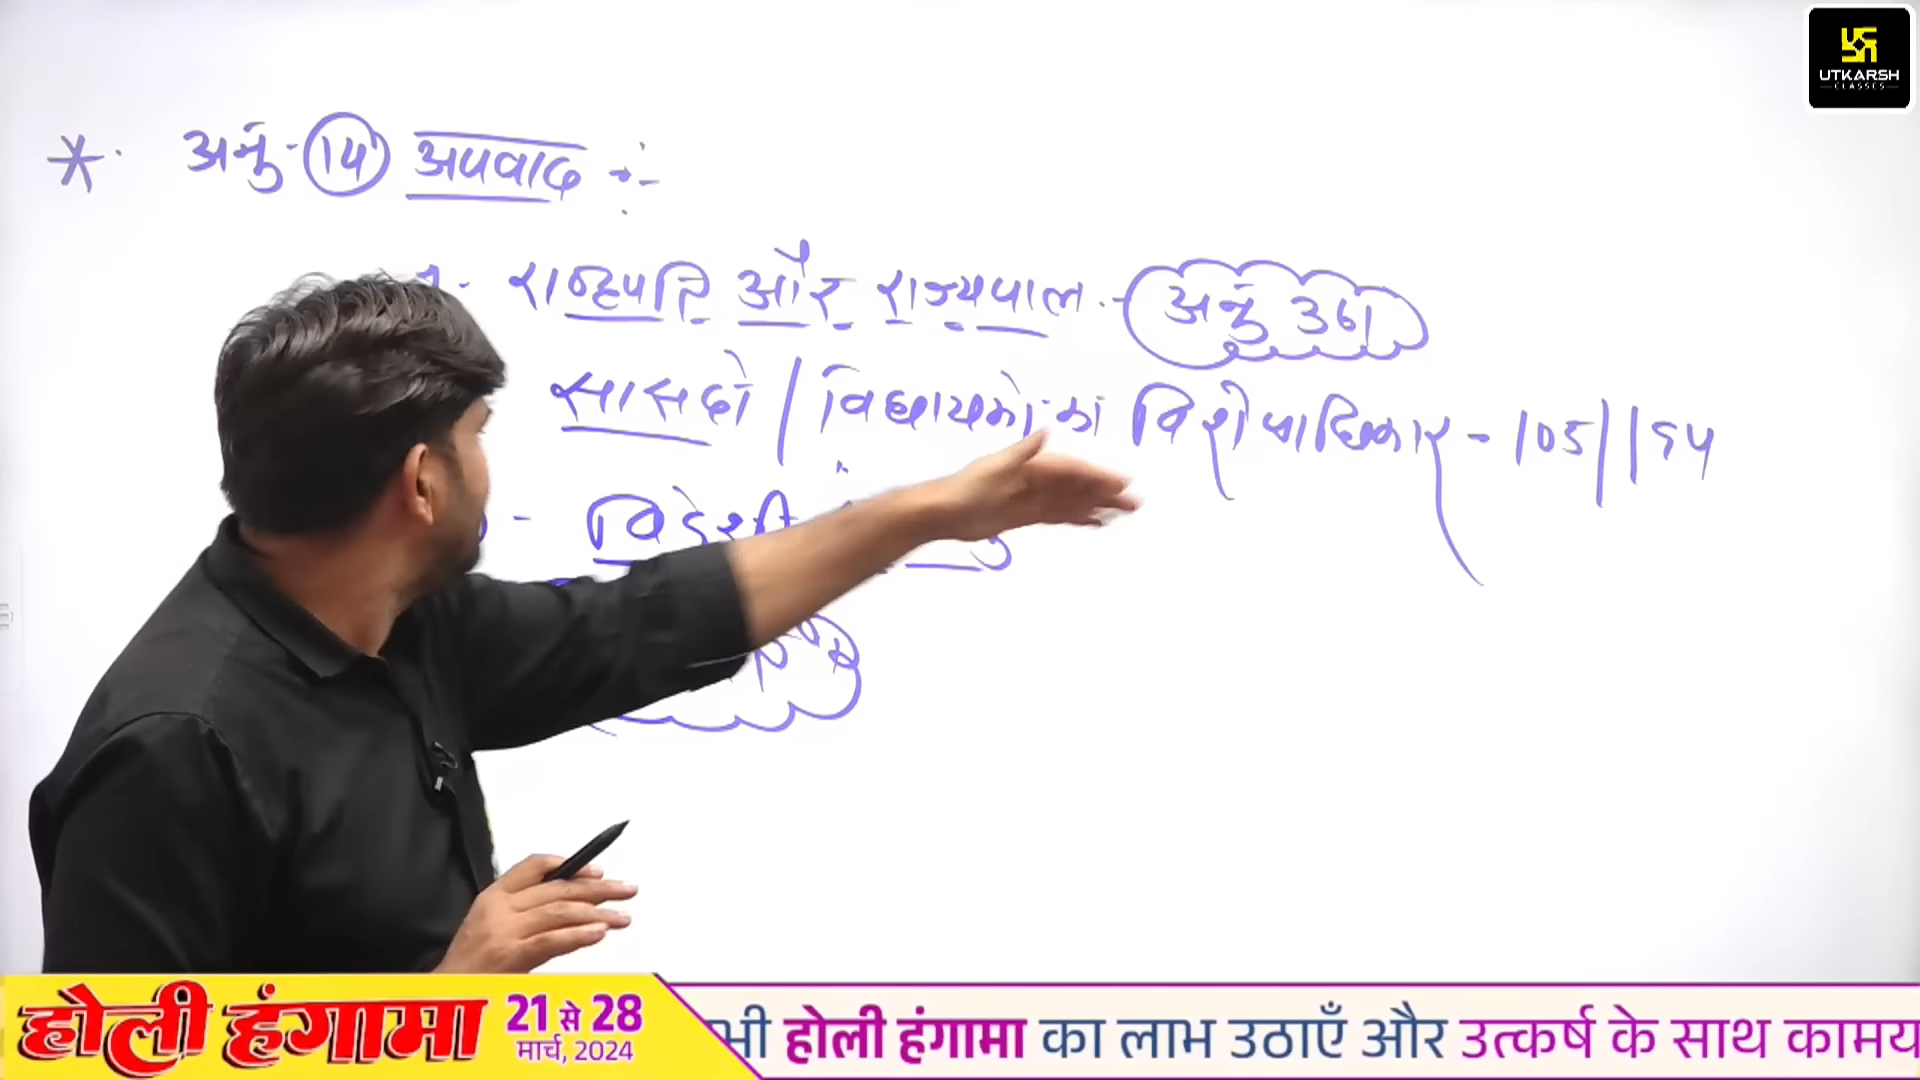 UTKARSH
CLASSES
* अनु- 14 अपवाद :-
राष्ट्रपति और राज्यपाल - अनु 361
सांसदों / विधायकों का विशेषाधिकार - 105 / 194
- विदेशी
होली हंगामा 21 से 28 मार्च, 2024
भी होली हंगामा का लाभ उठाएँ और उत्कर्ष के साथ कामय